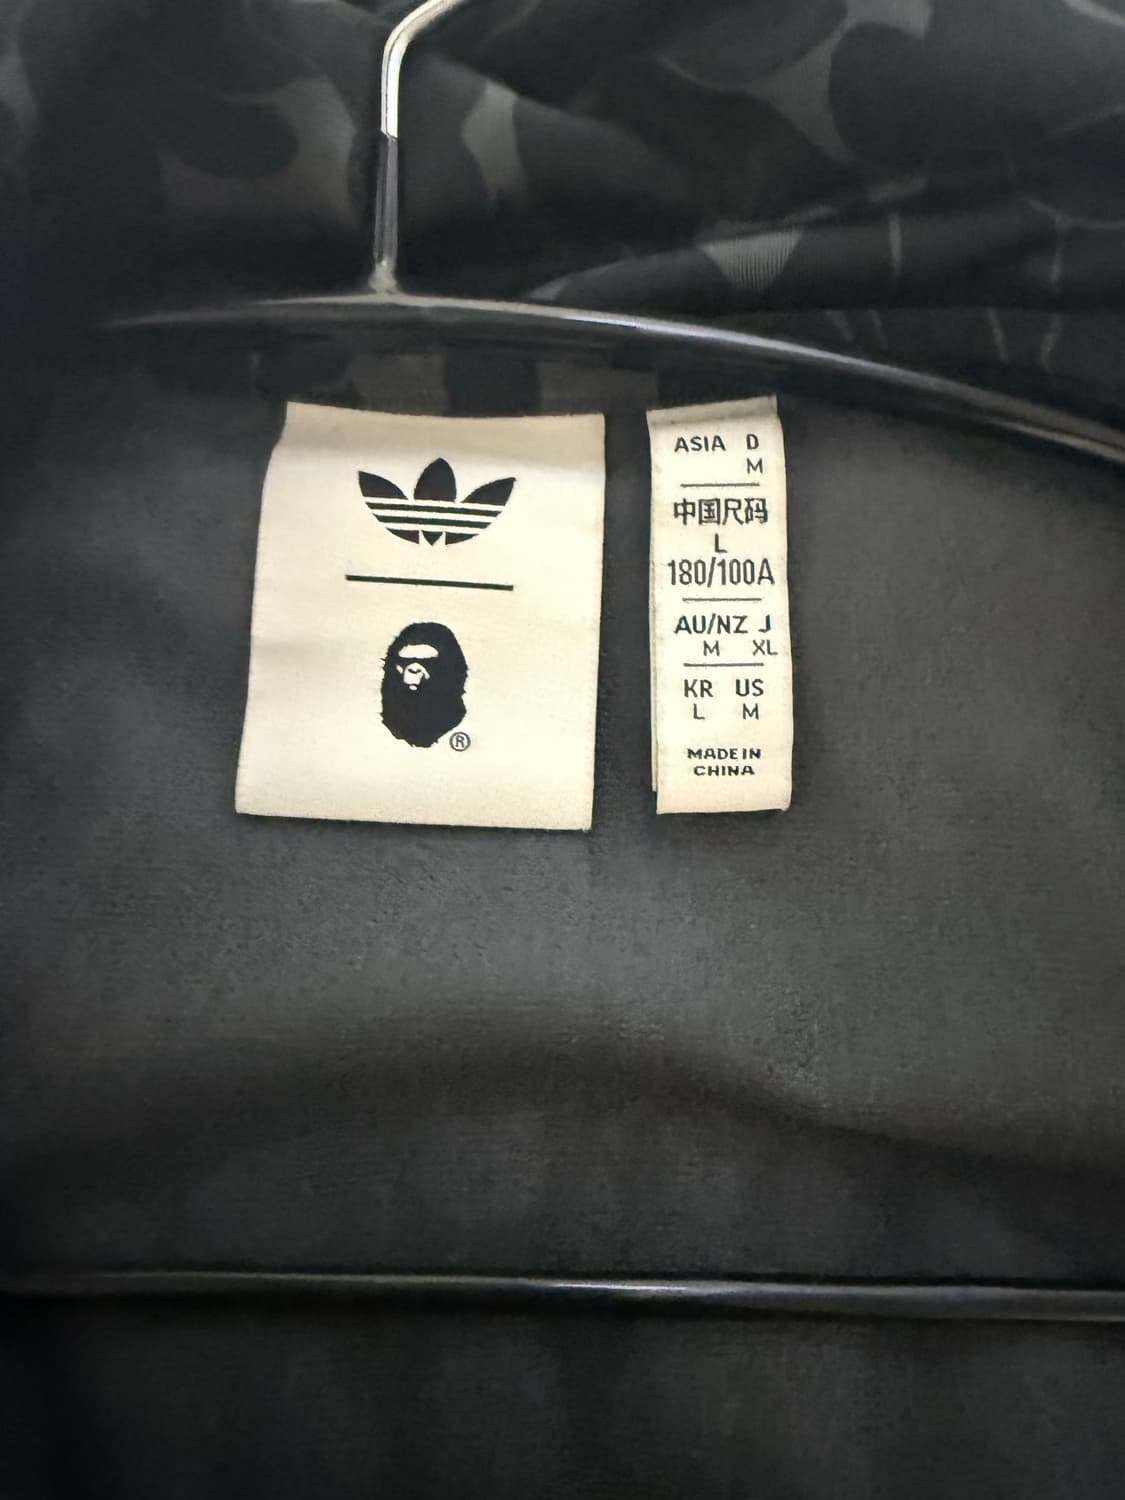 ®
ASIA D
M
中国尺码
L
180/100A
AU/NZ J
M XL
KR US
L M
MADE IN
CHINA